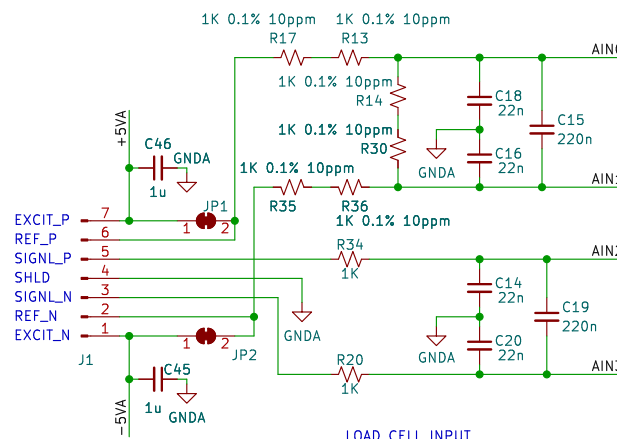 1K 0.1% 10ppm
1K 0.1% 10ppm
R17
R13
AIN0
1K 0.1% 10ppm
R14
C18
22n
C15
220n
+5VA
C46
GNDA
1u
1K 0.1% 10ppm
R30
GNDA
C16
22n
1K 0.1% 10ppm
AIN1
R35
R36
1K 0.1% 10ppm
JP1
EXCIT_P
7
1
2
REF_P
6
SIGNL_P
5
R34
1K
AIN2
SHLD
4
SIGNL_N
3
C14
22n
REF_N
2
GNDA
C19
220n
EXCIT_N
1
1
2
JP2
J1
GNDA
C20
22n
R20
1K
AIN3
C45
1u
GNDA
-5VA
LOAD CELL INPUT